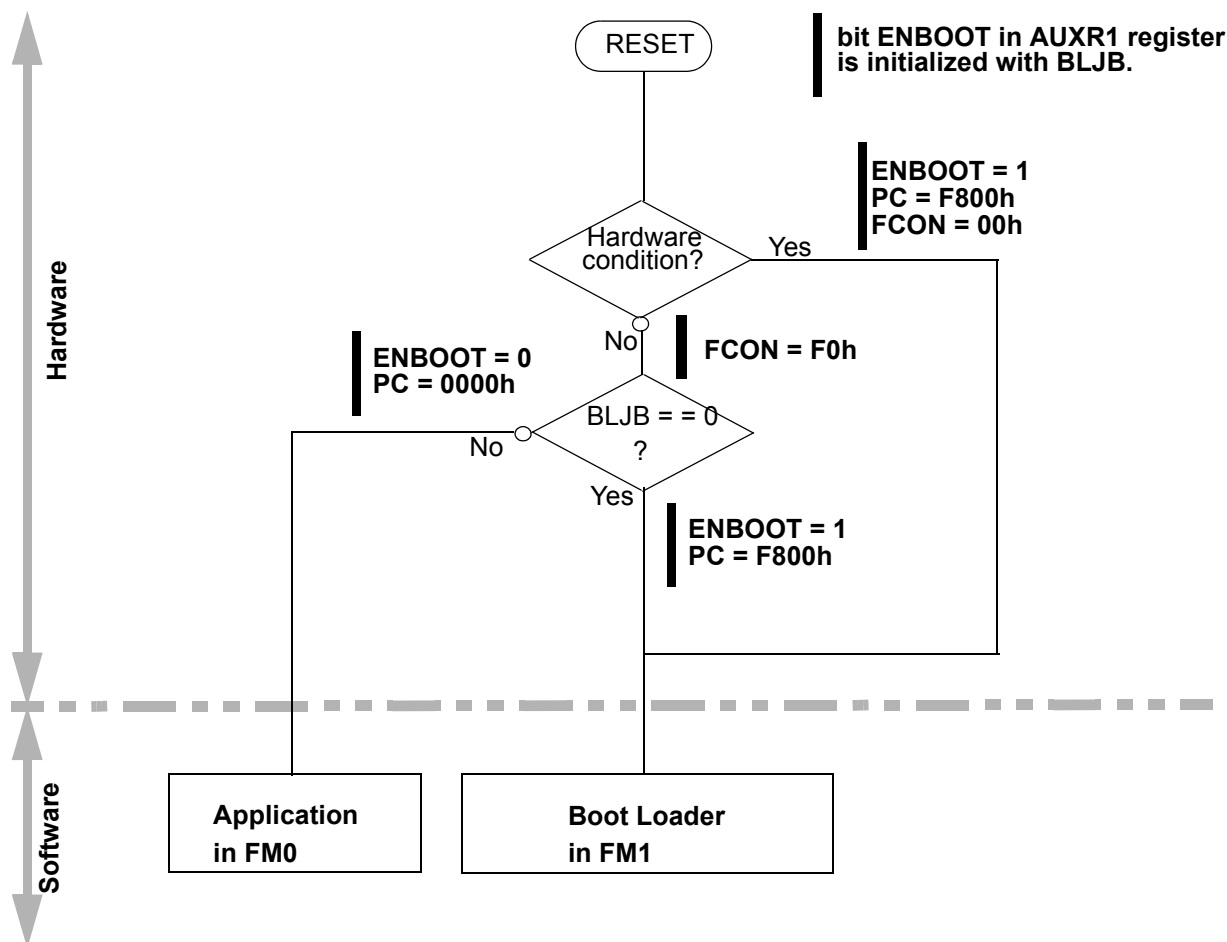 RESET
bit ENBOOT in AUXR1 register
is initialized with BLJB.
ENBOOT = 1
PC = F800h
FCON = 00h
Hardware
condition?
Yes
Hardware
No
FCON = F0h
ENBOOT = 0
PC = 0000h
BLJB = = 0
?
No
Yes
ENBOOT = 1
PC = F800h
Software
Application
in FM0
Boot Loader
in FM1